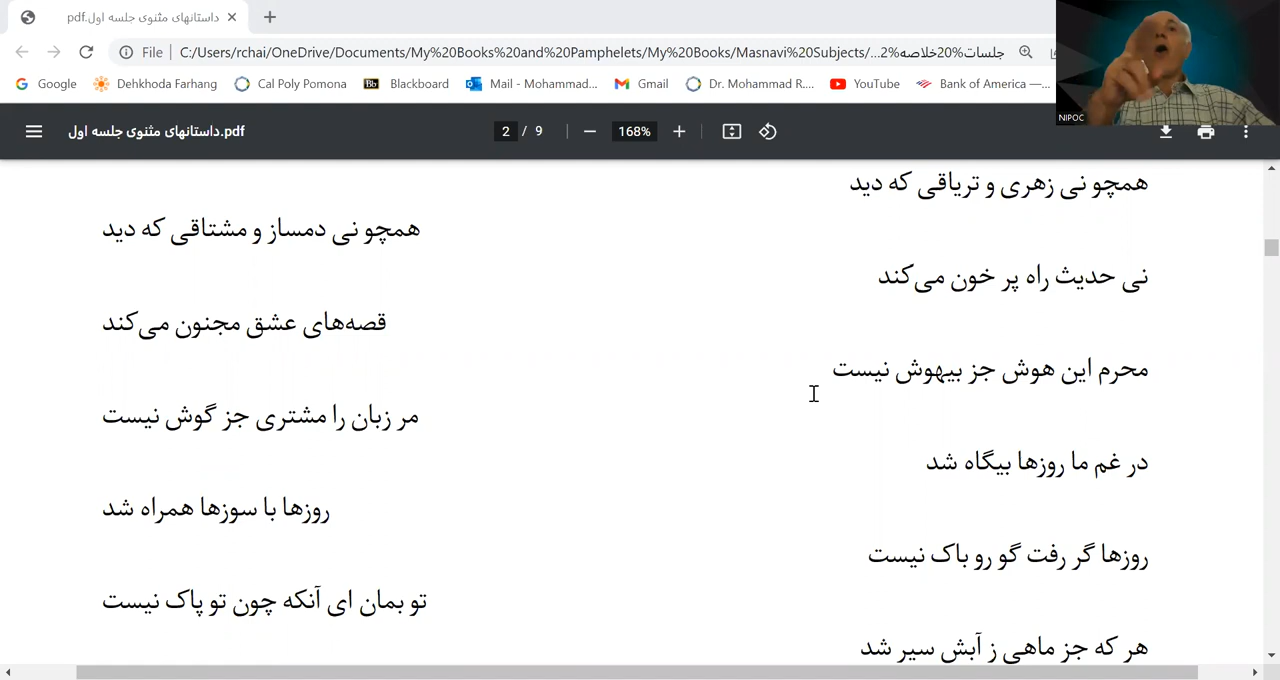 داستانهای مثنوی جلسه اول.pdf
File C:/Users/rchai/OneDrive/Documents/My%20Books%20and%20Pamphelets/My%20Books/Masnavi%20Subjects/...2%جلسات%20خلاصه
Google Dehkhoda Farhang Cal Poly Pomona Bb Blackboard Mail - Mohammad... Gmail Dr. Mohammad R.... YouTube Bank of America —...
NIPOC
داستانهای مثنوی جلسه اول.pdf 2 / 9 168%
همچو نی زهری و تریاقی که دید
همچو نی دمساز و مشتاقی که دید
نی حدیث راه پر خون می‌کند
قصه‌های عشق مجنون می‌کند
محرم این هوش جز بیهوش نیست
مر زبان را مشتری جز گوش نیست
در غم ما روزها بیگاه شد
روزها با سوزها همراه شد
روزها گر رفت گو رو باک نیست
تو بمان ای آنکه چون تو پاک نیست
هر که جز ماهی ز آبش سیر شد